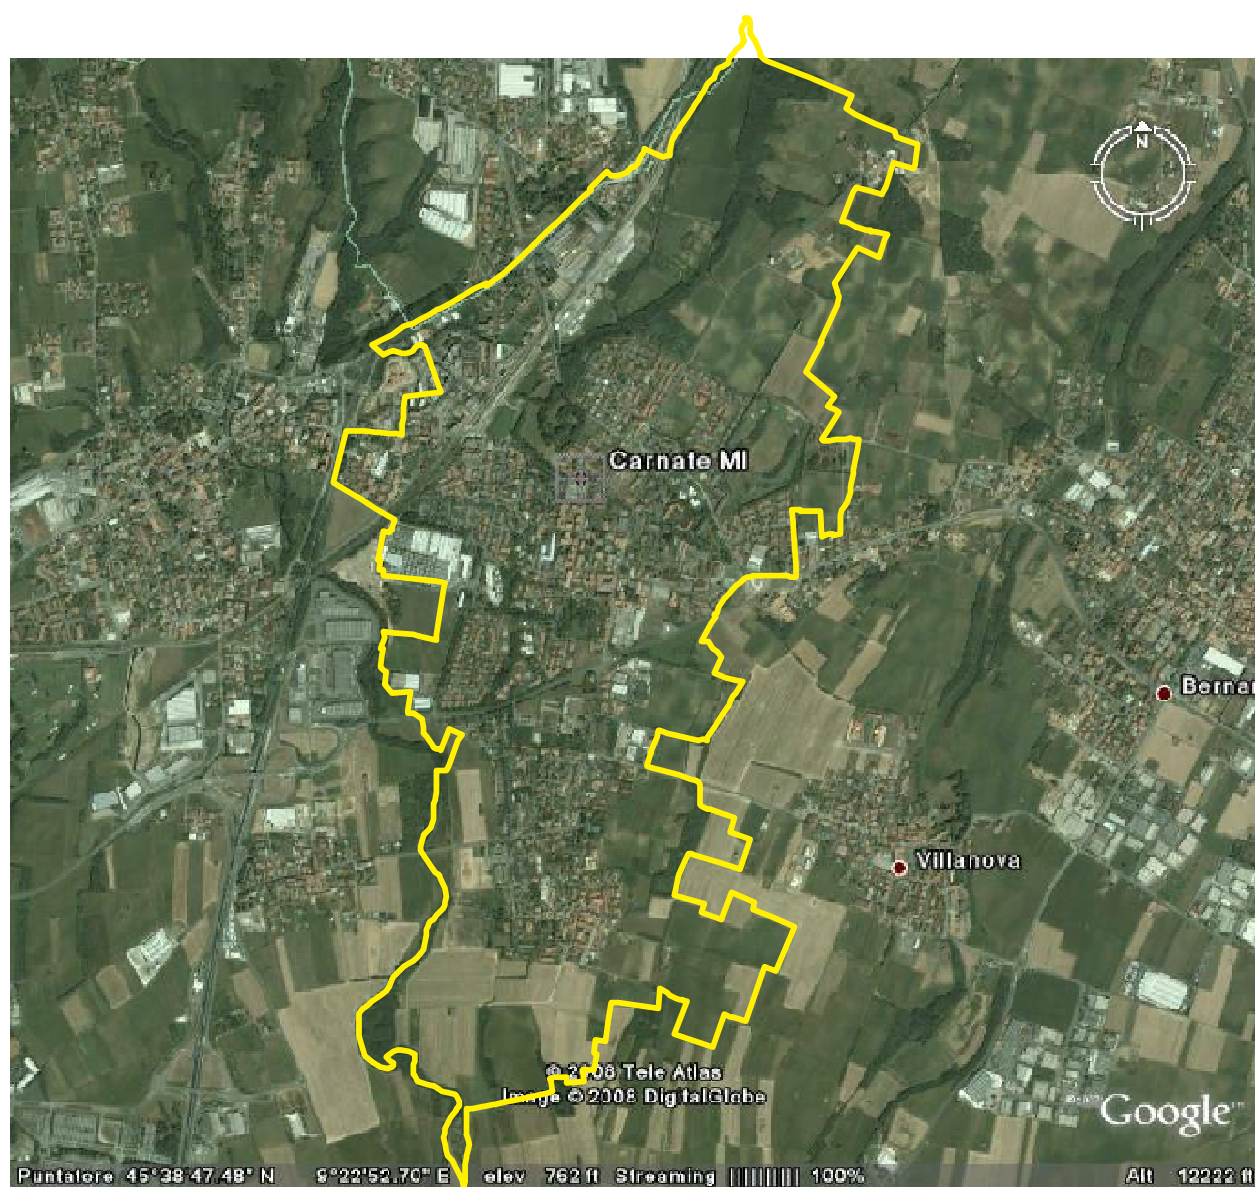 N
Carnate MI
Bernar
Villanova
© 2008 Tele Atlas
Image © 2008 DigitalGlobe
Google™
Puntatore 45°38'47.48" N 9°22'52.70" E elev 762 ft Streaming |||||||||| 100% Alt 12222 ft